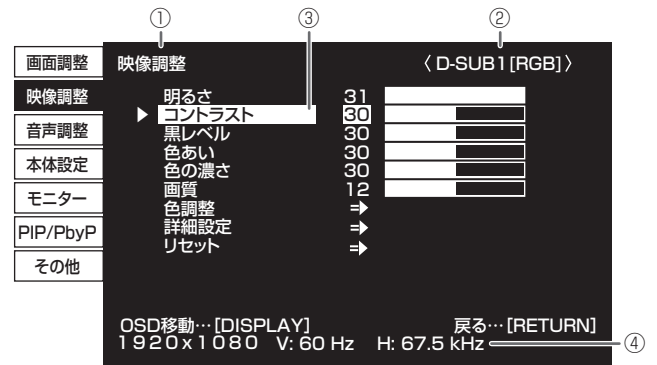 ① ③ ②
画面調整
映像調整
音声調整
本体設定
モニター
PIP/PbyP
その他
映像調整 〈 D-SUB1[RGB] 〉
明るさ 31
コントラスト 30
黒レベル 30
色あい 30
色の濃さ 30
画質 12
色調整
詳細設定
リセット
OSD移動…[DISPLAY] 戻る…[RETURN]
1920x1080 V: 60 Hz H: 67.5 kHz ④